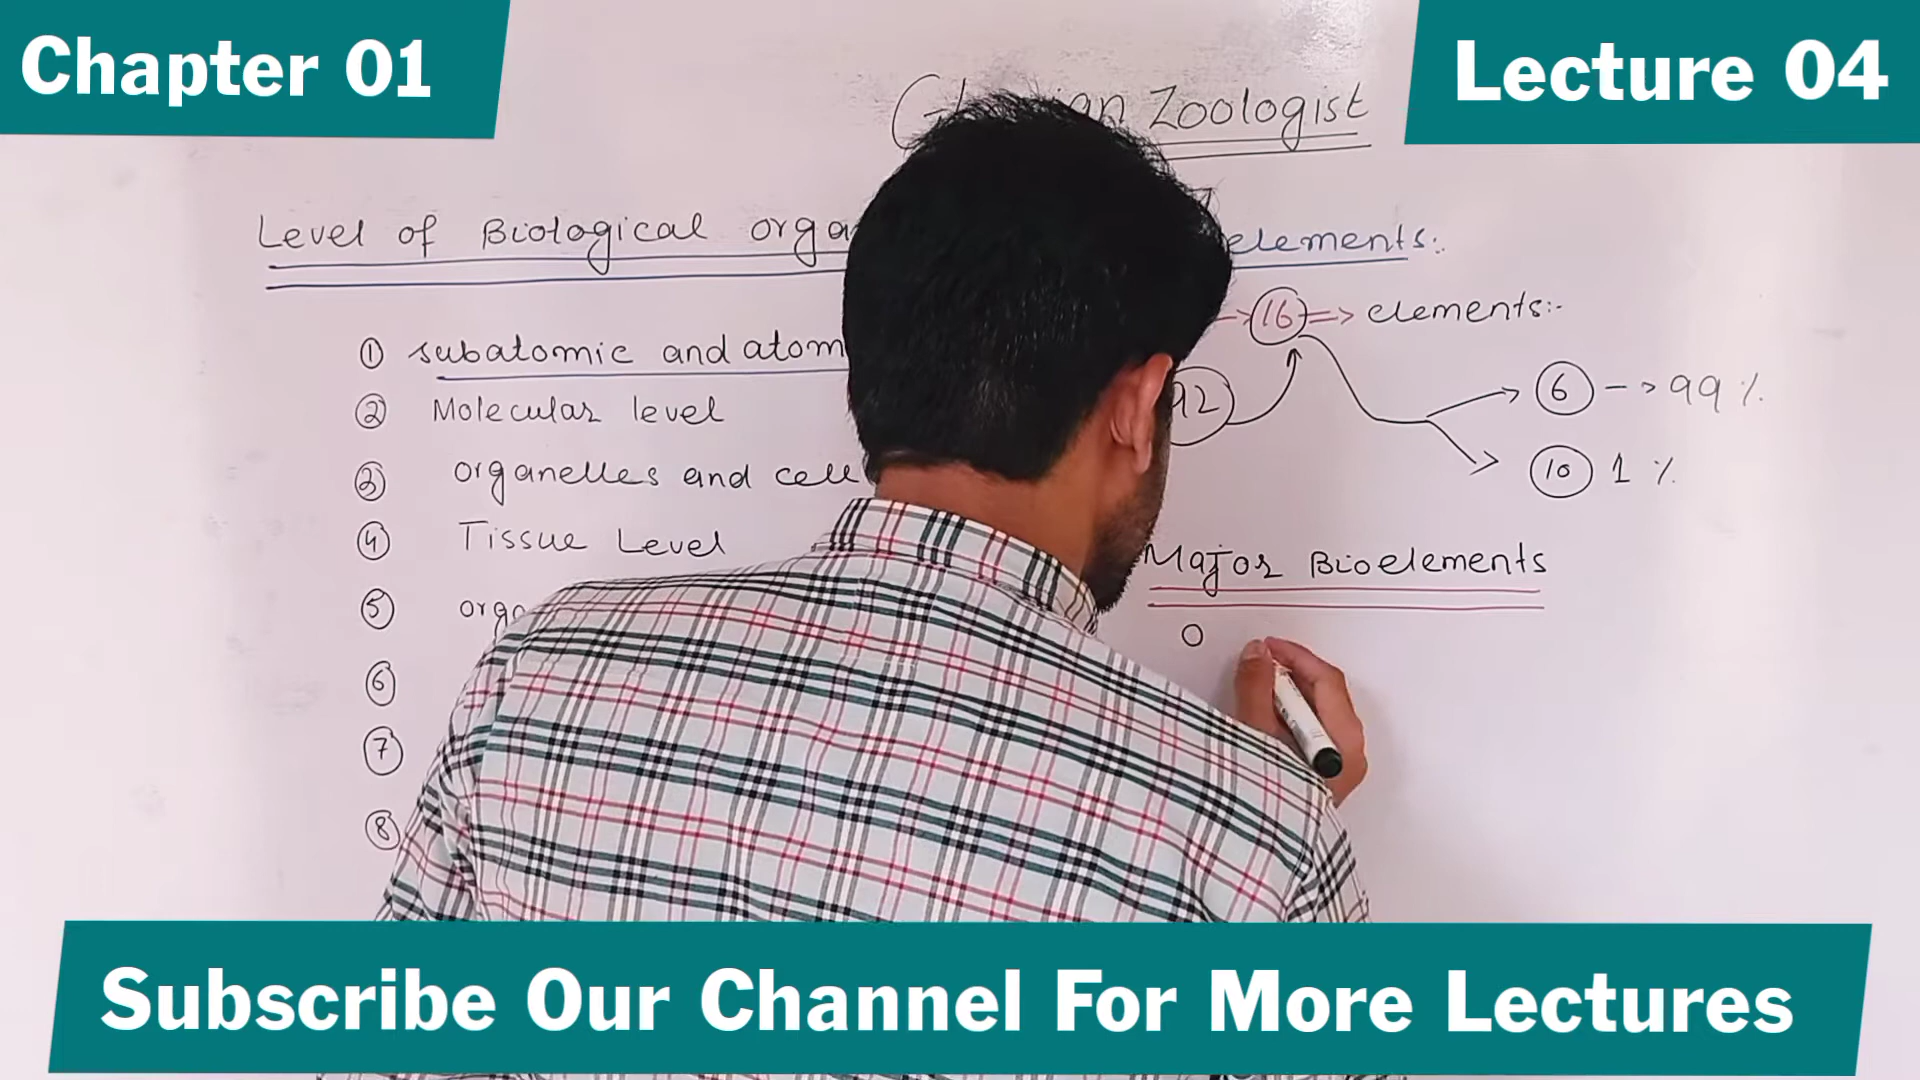 Chapter 01
Lecture 04
Zoologist
Level of Biological
elements:
① subatomic and
② Molecular level
③ organelles and cell
④ Tissue Level
⑤
⑥
⑦
⑧
16 => elements:-
92
6 -> 99 %
10 1 %
Major Bioelements
O
Subscribe Our Channel For More Lectures